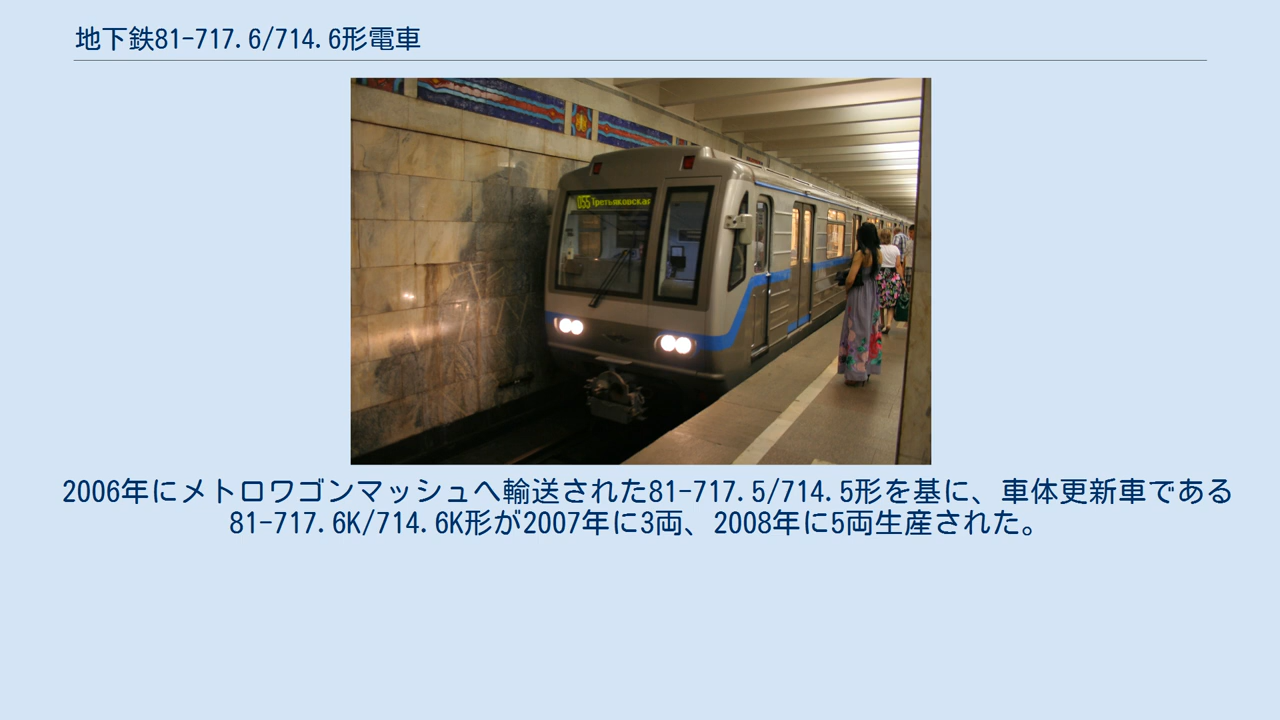 地下鉄81-717.6/714.6形電車
055 Третьяковская
2006年にメトロワゴンマッシュへ輸送された81-717.5/714.5形を基に、車体更新車である
81-717.6K/714.6K形が2007年に3両、2008年に5両生産された。